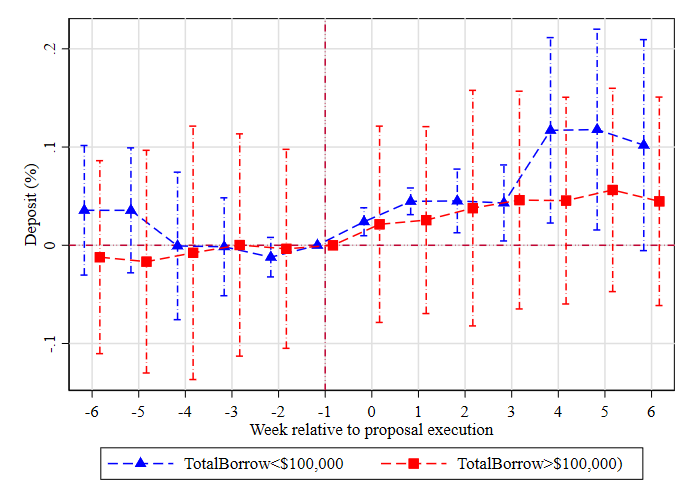 .2
.1
0
-.1
Deposit (%)
-6 -5 -4 -3 -2 -1 0 1 2 3 4 5 6
Week relative to proposal execution
TotalBorrow<$100,000 TotalBorrow>$100,000)